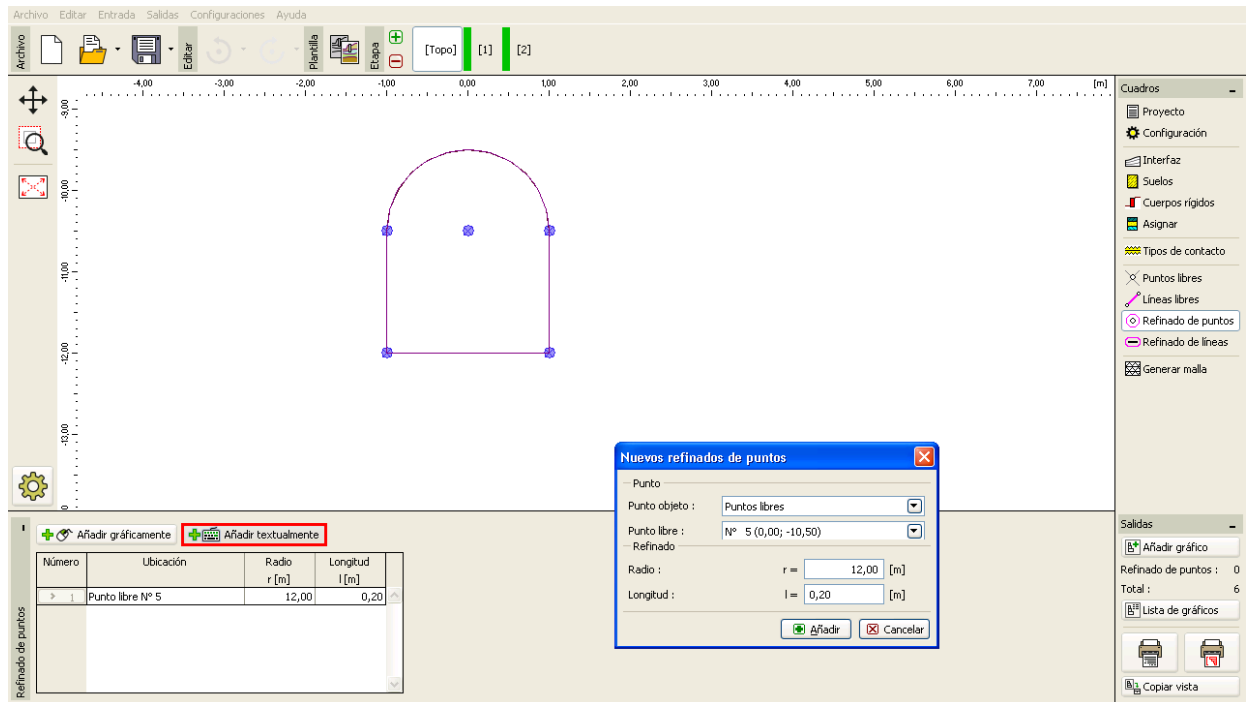 Archivo Editar Entrada Salidas Configuraciones Ayuda
Archivo
Editar
Plantilla
Etapa
[Topo] [1] [2]
-4,00 -3,00 -2,00 -1,00 0,00 1,00 2,00 3,00 4,00 5,00 6,00 7,00 [m]
-9,00
-10,00
-11,00
-12,00
-13,00
Cuadros
Proyecto
Configuración
Interfaz
Suelos
Cuerpos rígidos
Asignar
Tipos de contacto
Puntos libres
Líneas libres
Refinado de puntos
Refinado de líneas
Generar malla
Nuevos refinados de puntos
Punto
Punto objeto : Puntos libres
Punto libre : N° 5 (0,00; -10,50)
Refinado
Radio : r = 12,00 [m]
Longitud : l = 0,20 [m]
Añadir Cancelar
Refinado de puntos
Añadir gráficamente Añadir textualmente
Número Ubicación Radio Longitud
r [m] l [m]
> 1 Punto libre N° 5 12,00 0,20
Salidas
Añadir gráfico
Refinado de puntos : 0
Total : 6
Lista de gráficos
Copiar vista